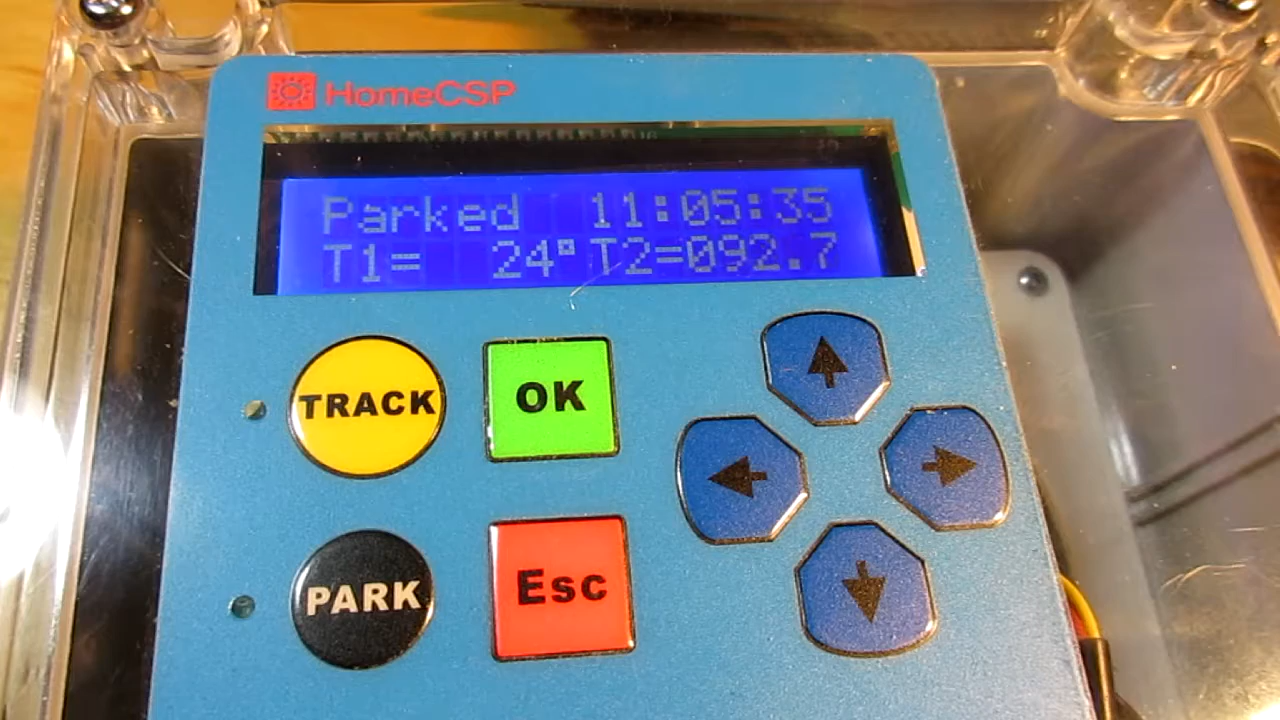 HomeCSP
Parked 11:05:35
T1= 24° T2=092.7
TRACK
OK
PARK
Esc